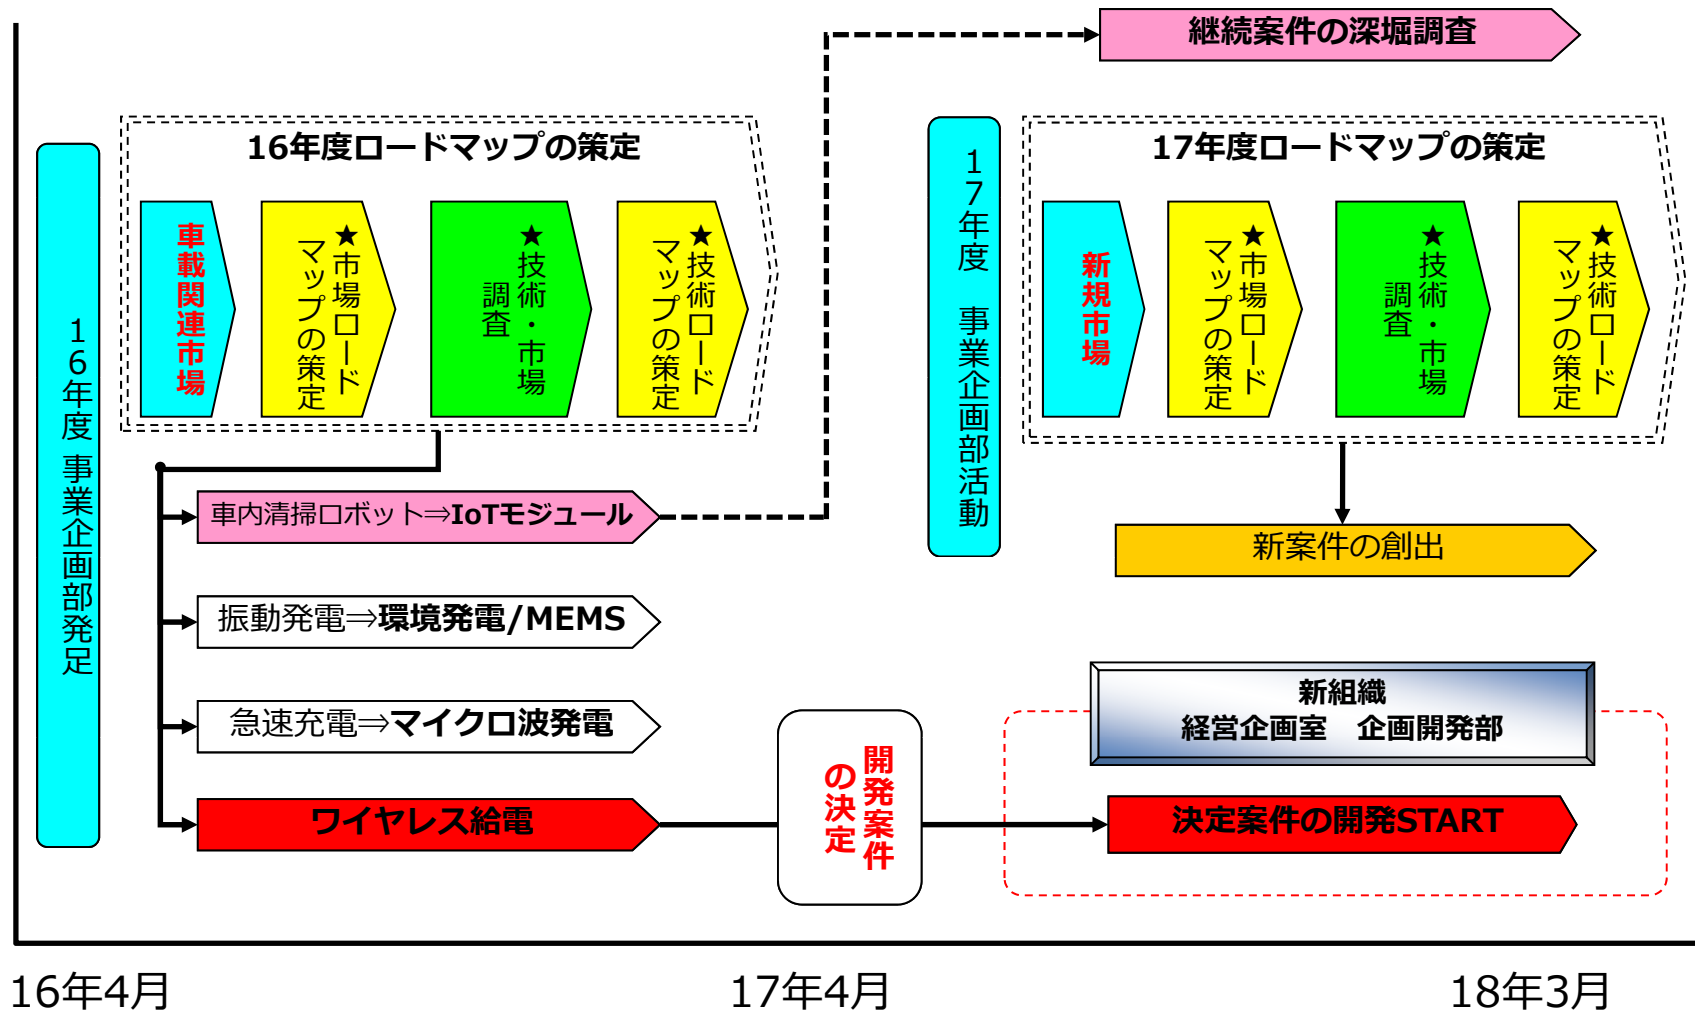 継続案件の深堀調査
16年度ロードマップの策定
17年度ロードマップの策定
16年度 事業企画部発足
車載関連市場
★市場ロード
マップの策定
★技術・市場
調査
★技術ロード
マップの策定
17年度　事業企画部活動
新規市場
★市場ロード
マップの策定
★技術・市場
調査
★技術ロード
マップの策定
車内清掃ロボット⇒IoTモジュール
新案件の創出
振動発電⇒環境発電/MEMS
急速充電⇒マイクロ波発電
新組織
経営企画室　企画開発部
開発案件
の決定
ワイヤレス給電
決定案件の開発START
16年4月
17年4月
18年3月